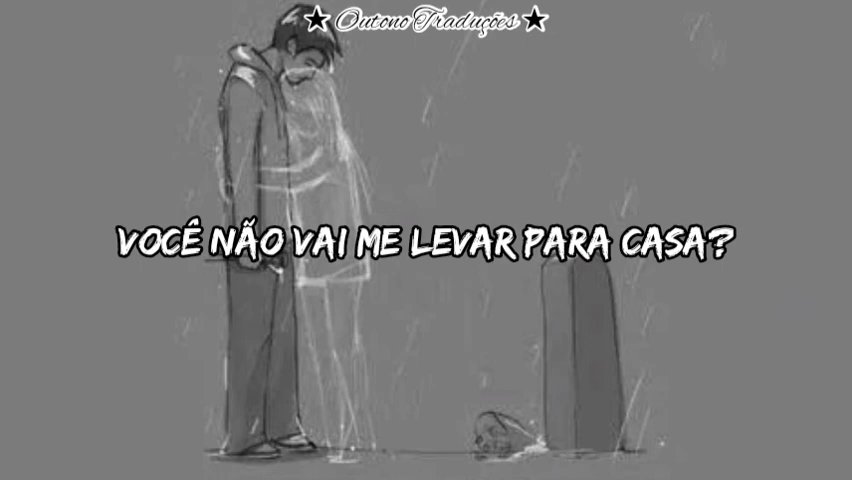 ★ Outono Traduções ★
VOCÊ NÃO VAI ME LEVAR PARA CASA?